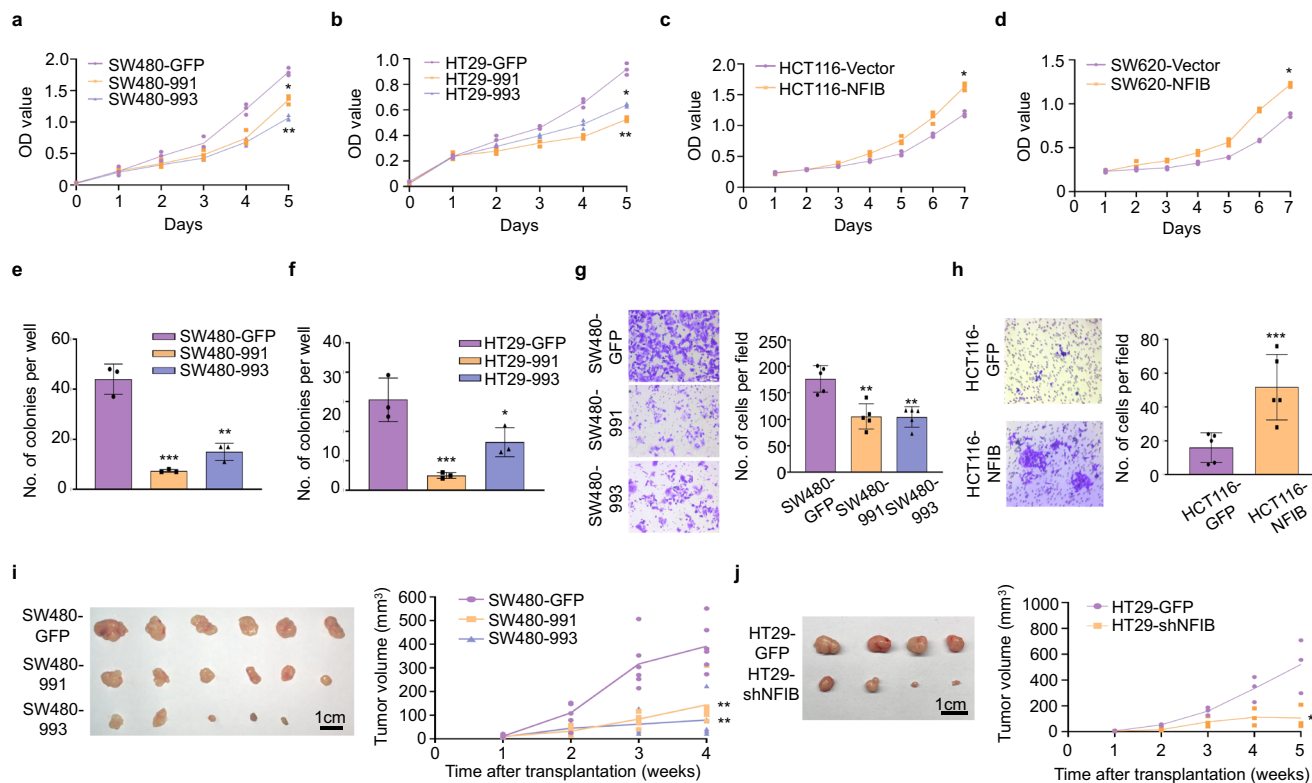 a
SW480-GFP
SW480-991
SW480-993
OD value
2.0
1.5
1.0
0.5
0
*
**
0 1 2 3 4 5
Days
b
HT29-GFP
HT29-991
HT29-993
OD value
1.0
0.8
0.6
0.4
0.2
0
*
**
0 1 2 3 4 5
Days
c
HCT116-Vector
HCT116-NFIB
OD value
2.0
1.5
1.0
0.5
0
*
0 1 2 3 4 5 6 7
Days
d
SW620-Vector
SW620-NFIB
OD value
1.5
1.0
0.5
0
*
0 1 2 3 4 5 6 7
Days
e
No. of colonies per well
60
40
20
0
SW480-GFP
SW480-991
SW480-993
***
**
f
No. of colonies per well
40
30
20
10
0
HT29-GFP
HT29-991
HT29-993
***
*
g
SW480-
GFP
SW480-
991
SW480-
993
No. of cells per field
250
200
150
100
50
0
**
**
SW480-
GFP
SW480-
991
SW480-
993
h
HCT116-
GFP
HCT116-
NFIB
No. of cells per field
80
60
40
20
0
***
HCT116-
GFP
HCT116-
NFIB
i
SW480-
GFP
SW480-
991
SW480-
993
1cm
Tumor volume (mm³)
600
500
400
300
200
100
0
SW480-GFP
SW480-991
SW480-993
**
**
0 1 2 3 4
Time after transplantation (weeks)
j
HT29-
GFP
HT29-
shNFIB
1cm
Tumor volume (mm³)
1000
800
600
400
200
0
HT29-GFP
HT29-shNFIB
*
0 1 2 3 4 5
Time after transplantation (weeks)